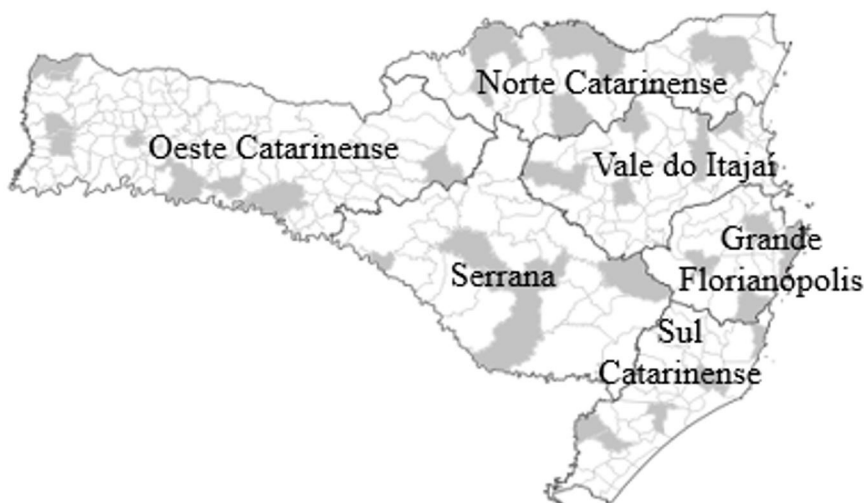 Norte Catarinense
Oeste Catarinense
Vale do Itajaí
Grande
Florianópolis
Serrana
Sul
Catarinense